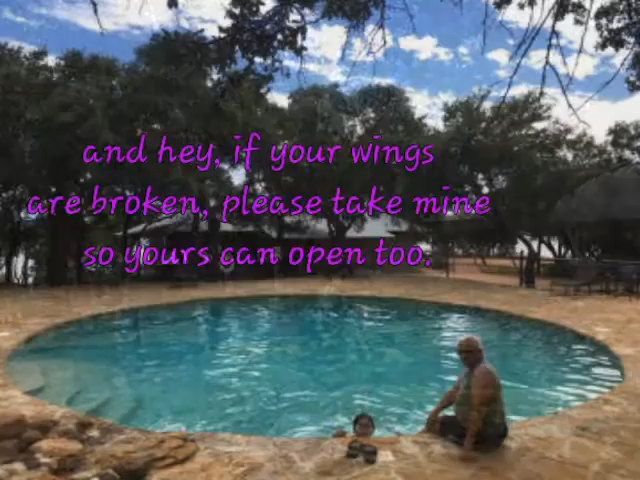 and hey, if your wings
are broken, please take mine
so yours can open too.